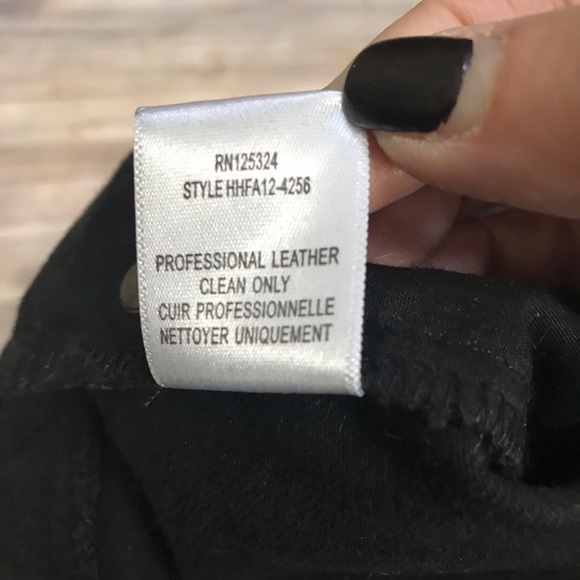 RN125324
STYLE HHFA12-4256
PROFESSIONAL LEATHER
CLEAN ONLY
CUIR PROFESSIONNELLE
NETTOYER UNIQUEMENT